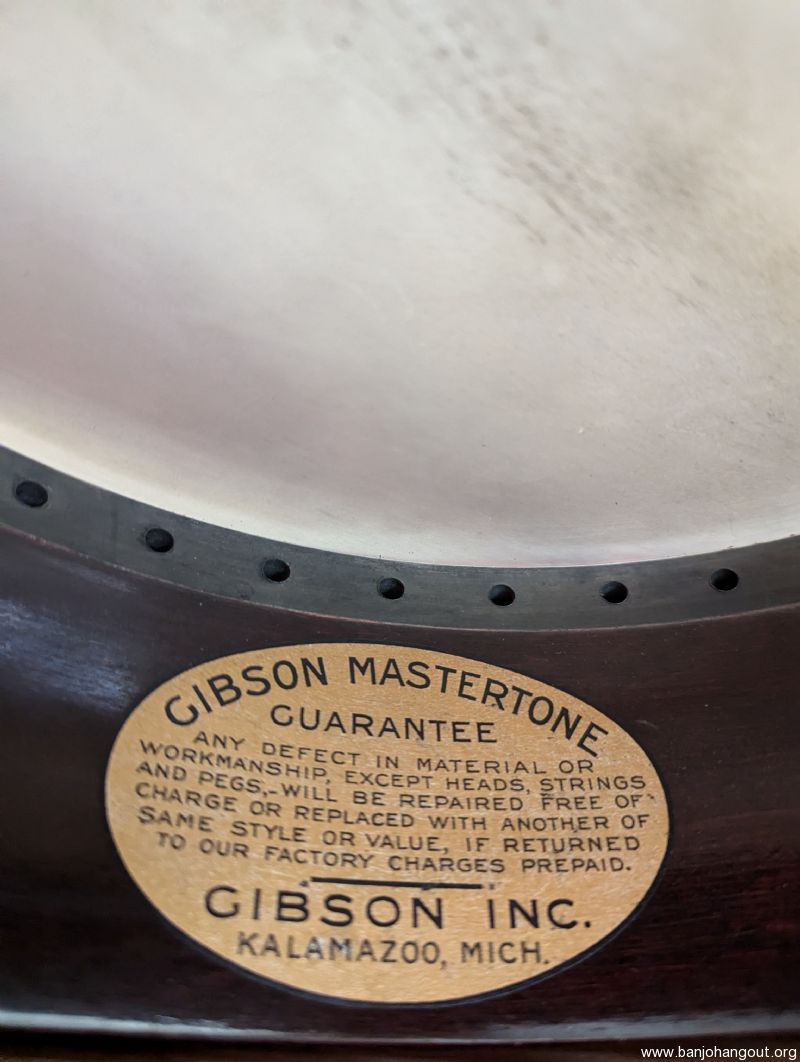 GIBSON MASTERTONE
GUARANTEE
ANY DEFECT IN MATERIAL OR
WORKMANSHIP, EXCEPT HEADS, STRINGS
AND PEGS,-WILL BE REPAIRED FREE OF
CHARGE OR REPLACED WITH ANOTHER OF
SAME STYLE OR VALUE, IF RETURNED
TO OUR FACTORY CHARGES PREPAID.
GIBSON INC.
KALAMAZOO, MICH.
www.banjohangout.org